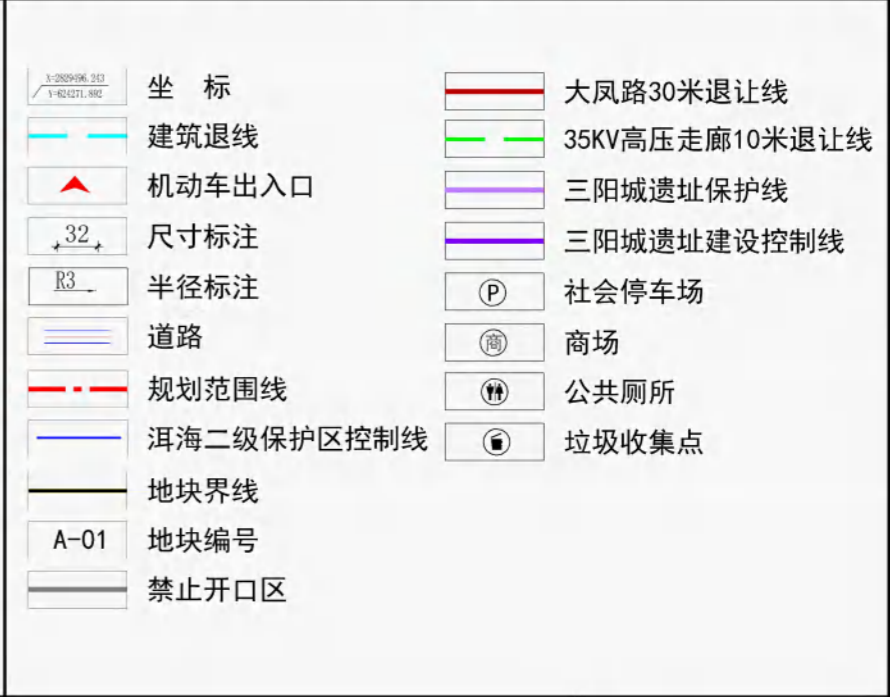 X=2829496.243
Y=624271.892
坐 标
建筑退线
机动车出入口
32
尺寸标注
R3
半径标注
道路
规划范围线
洱海二级保护区控制线
地块界线
A-01
地块编号
禁止开口区
大凤路30米退让线
35KV高压走廊10米退让线
三阳城遗址保护线
三阳城遗址建设控制线
P
社会停车场
商
商场
公共厕所
垃圾收集点